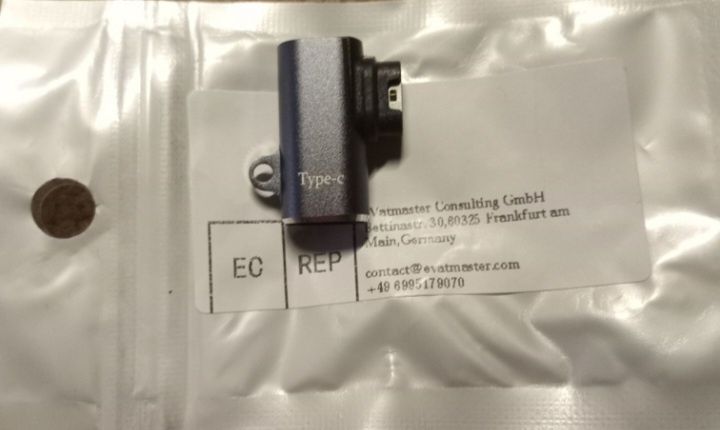 Type-c
EC
REP
vatmaster Consulting GmbH
Bettinastr. 30,60325 Frankfurt am
Main,Germany
contact@evatmaster.com
+49 6995179070